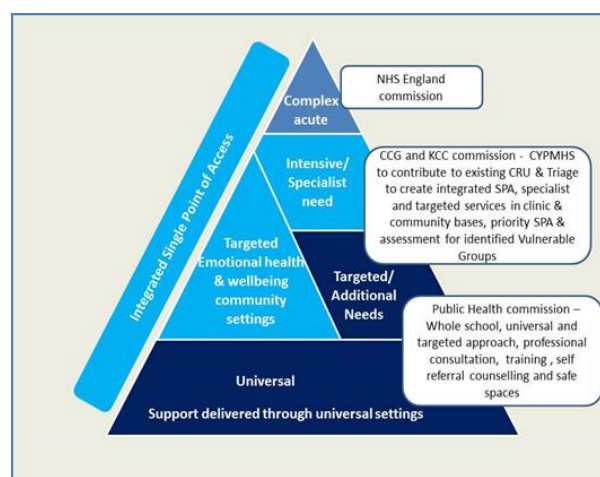 Integrated Single Point of Access
Complex
acute
NHS England
commission
Intensive/
Specialist
need
CCG and KCC commission - CYPMHS
to contribute to existing CRU & Triage
to create integrated SPA, specialist
and targeted services in clinic &
community bases, priority SPA &
assessment for identified Vulnerable
Groups
Targeted
Emotional health
& wellbeing
community
settings
Targeted/
Additional
Needs
Public Health commission –
Whole school, universal and
targeted approach, professional
consultation, training , self
referral counselling and safe
spaces
Universal
Support delivered through universal settings